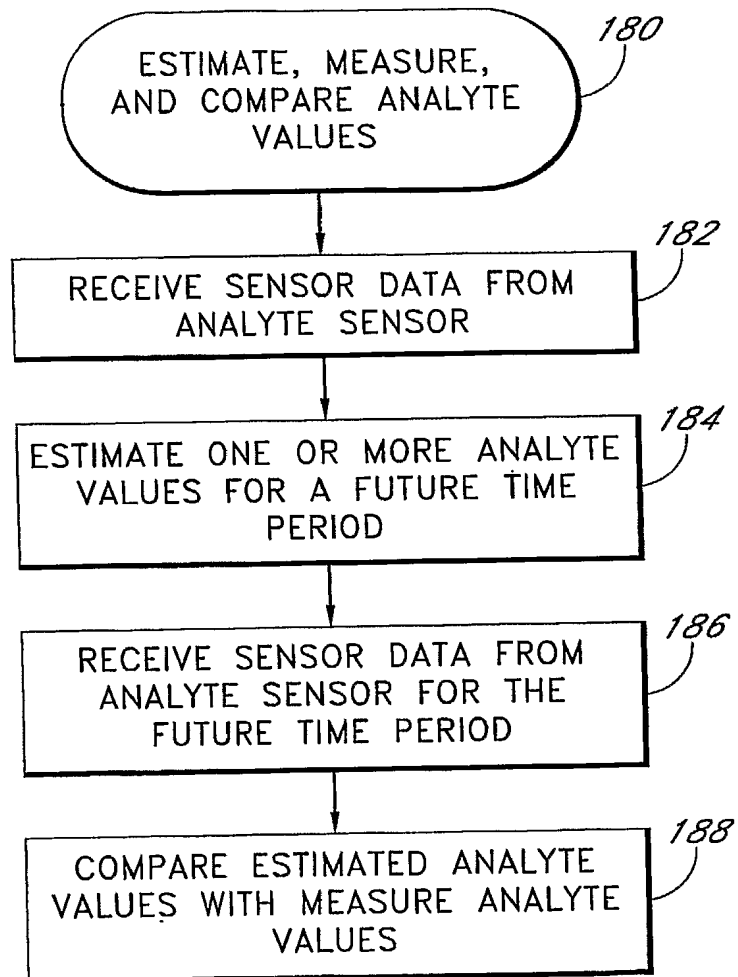 180
ESTIMATE, MEASURE,
AND COMPARE ANALYTE
VALUES
182
RECEIVE SENSOR DATA FROM
ANALYTE SENSOR
184
ESTIMATE ONE OR MORE ANALYTE
VALUES FOR A FUTURE TIME
PERIOD
186
RECEIVE SENSOR DATA FROM
ANALYTE SENSOR FOR THE
FUTURE TIME PERIOD
188
COMPARE ESTIMATED ANALYTE
VALUES WITH MEASURE ANALYTE
VALUES